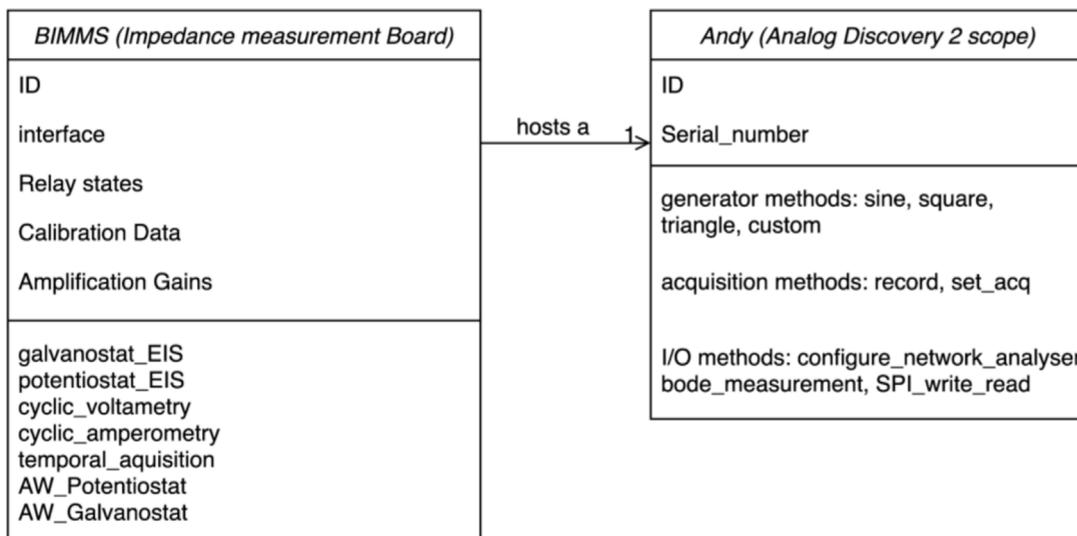 BIMMS (Impedance measurement Board)
ID
interface
Relay states
Calibration Data
Amplification Gains
galvanostat_EIS
potentiostat_EIS
cyclic_voltametry
cyclic_amperometry
temporal_aquisition
AW_Potentiostat
AW_Galvanostat
hosts a
1
Andy (Analog Discovery 2 scope)
ID
Serial_number
generator methods: sine, square,
triangle, custom
acquisition methods: record, set_acq
I/O methods: configure_network_analyser
bode_measurement, SPI_write_read